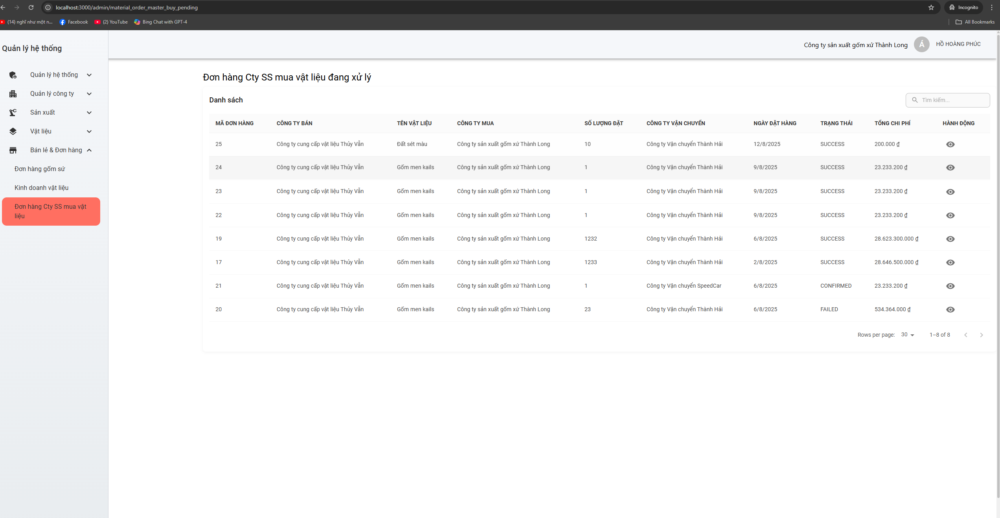 localhost:3000/admin/material_order_master_buy_pending
Incognito
(14) nghĩ như một n...
Facebook
(2) YouTube
Bing Chat with GPT-4
All Bookmarks
Quản lý hệ thống
Công ty sản xuất gốm xứ Thành Long
Á
HỒ HOÀNG PHÚC
Quản lý hệ thống
Quản lý công ty
Sản xuất
Vật liệu
Bán lẻ & Đơn hàng
Đơn hàng gốm sứ
Kinh doanh vật liệu
Đơn hàng Cty SS mua vật
liệu
Đơn hàng Cty SS mua vật liệu đang xử lý
Danh sách
Tìm kiếm...
MÃ ĐƠN HÀNG CÔNG TY BÁN TÊN VẬT LIỆU CÔNG TY MUA SỐ LƯỢNG ĐẶT CÔNG TY VẬN CHUYỂN NGÀY ĐẶT HÀNG TRẠNG THÁI TỔNG CHI PHÍ HÀNH ĐỘNG
25 Công ty cung cấp vật liệu Thủy Vẫn Đất sét màu Công ty sản xuất gốm xứ Thành Long 10 Công ty Vận chuyển Thành Hải 12/8/2025 SUCCESS 200.000 ₫
24 Công ty cung cấp vật liệu Thủy Vẫn Gốm men kails Công ty sản xuất gốm xứ Thành Long 1 Công ty Vận chuyển Thành Hải 9/8/2025 SUCCESS 23.233.200 ₫
23 Công ty cung cấp vật liệu Thủy Vẫn Gốm men kails Công ty sản xuất gốm xứ Thành Long 1 Công ty Vận chuyển Thành Hải 9/8/2025 SUCCESS 23.233.200 ₫
22 Công ty cung cấp vật liệu Thủy Vẫn Gốm men kails Công ty sản xuất gốm xứ Thành Long 1 Công ty Vận chuyển Thành Hải 9/8/2025 SUCCESS 23.233.200 ₫
19 Công ty cung cấp vật liệu Thủy Vẫn Gốm men kails Công ty sản xuất gốm xứ Thành Long 1232 Công ty Vận chuyển Thành Hải 6/8/2025 SUCCESS 28.623.300.000 ₫
17 Công ty cung cấp vật liệu Thủy Vẫn Gốm men kails Công ty sản xuất gốm xứ Thành Long 1233 Công ty Vận chuyển Thành Hải 2/8/2025 SUCCESS 28.646.500.000 ₫
21 Công ty cung cấp vật liệu Thủy Vẫn Gốm men kails Công ty sản xuất gốm xứ Thành Long 1 Công ty Vận chuyển SpeedCar 6/8/2025 CONFIRMED 23.233.200 ₫
20 Công ty cung cấp vật liệu Thủy Vẫn Gốm men kails Công ty sản xuất gốm xứ Thành Long 23 Công ty Vận chuyển Thành Hải 6/8/2025 FAILED 534.364.000 ₫
Rows per page: 30 1–8 of 8